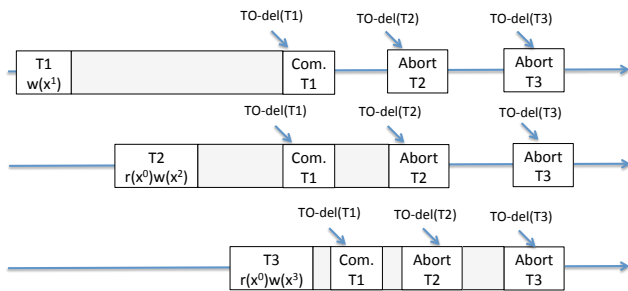 TO-del(T1) TO-del(T2) TO-del(T3)
T1 Com. Abort Abort
w(x¹) T1 T2 T3
TO-del(T1) TO-del(T2) TO-del(T3)
T2 Com. Abort Abort
r(x⁰)w(x²) T1 T2 T3
TO-del(T1) TO-del(T2) TO-del(T3)
T3 Com. Abort Abort
r(x⁰)w(x³) T1 T2 T3